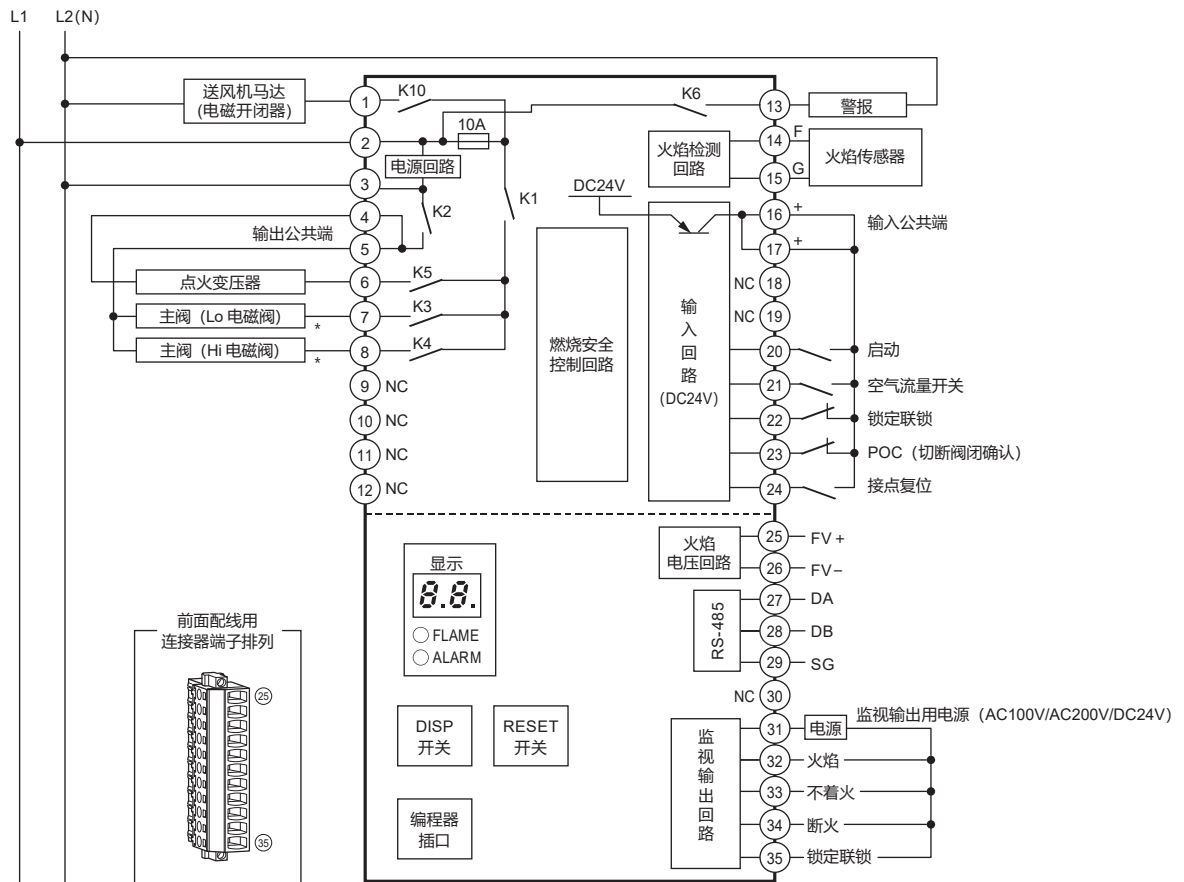 L1
L2(N)
送风机马达
(电磁开闭器)
1
K10
K6
13
警报
2
10A
电源回路
火焰检测
回路
14
F
15
G
火焰传感器
3
K2
K1
DC24V
4
输出公共端
5
16
+
输入公共端
17
+
点火变压器
6
K5
NC
18
主阀 (Lo 电磁阀)
*
7
K3
NC
19
主阀 (Hi 电磁阀)
*
8
K4
燃烧安全
控制回路
输
入
回
路
(DC24V)
20
启动
9
NC
21
空气流量开关
10
NC
22
锁定联锁
11
NC
23
POC (切断阀闭确认)
12
NC
24
接点复位
显示
8.8.
FLAME
ALARM
火焰
电压回路
25
FV +
26
FV −
RS-485
27
DA
28
DB
29
SG
NC
30
前面配线用
连接器端子排列
25
35
DISP
开关
RESET
开关
编程器
插口
监
视
输
出
回
路
31
电源
监视输出用电源 (AC100V/AC200V/DC24V)
32
火焰
33
不着火
34
断火
35
锁定联锁